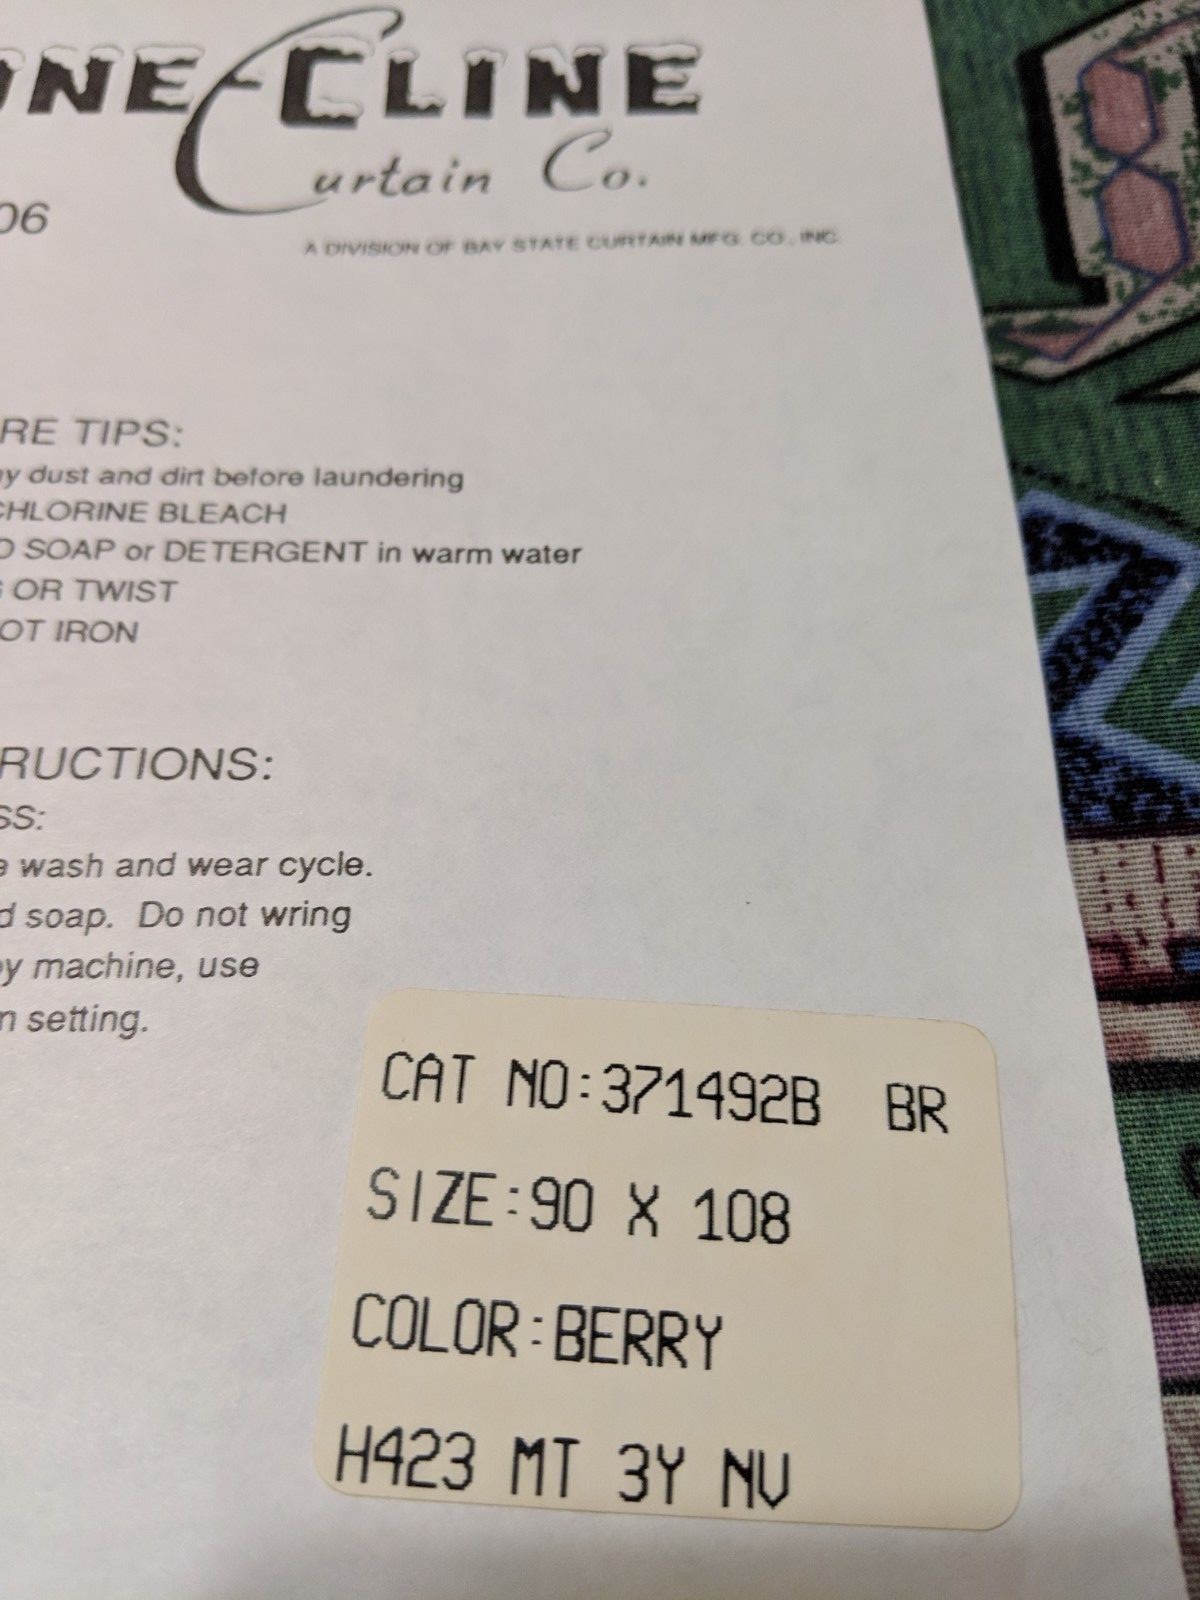 NE CLINE
Curtain Co.
06
A DIVISION OF BAY STATE CURTAIN MFG. CO., INC.
RE TIPS:
y dust and dirt before laundering
CHLORINE BLEACH
D SOAP or DETERGENT in warm water
G OR TWIST
OT IRON
RUCTIONS:
SS:
e wash and wear cycle.
d soap. Do not wring
by machine, use
m setting.
CAT NO:371492B BR
SIZE:90 X 108
COLOR:BERRY
H423 MT 3Y NV